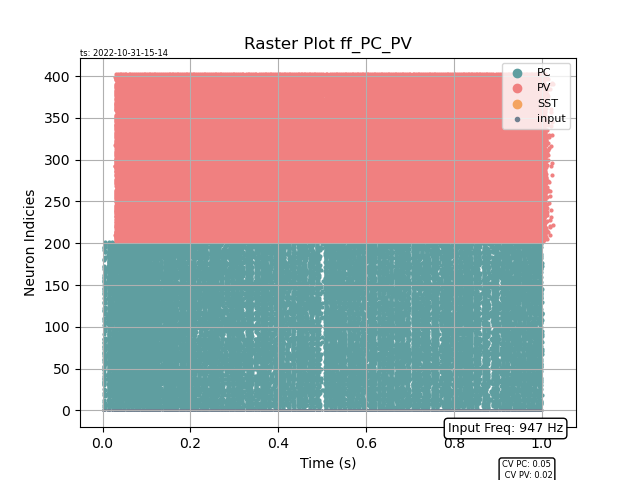 ts: 2022-10-31-15-14
Raster Plot ff_PC_PV
PC
PV
SST
input
400
350
300
250
200
150
100
50
0
Neuron Indicies
0.0
0.2
0.4
0.6
0.8
1.0
Input Freq: 947 Hz
Time (s)
CV PC: 0.05
CV PV: 0.02